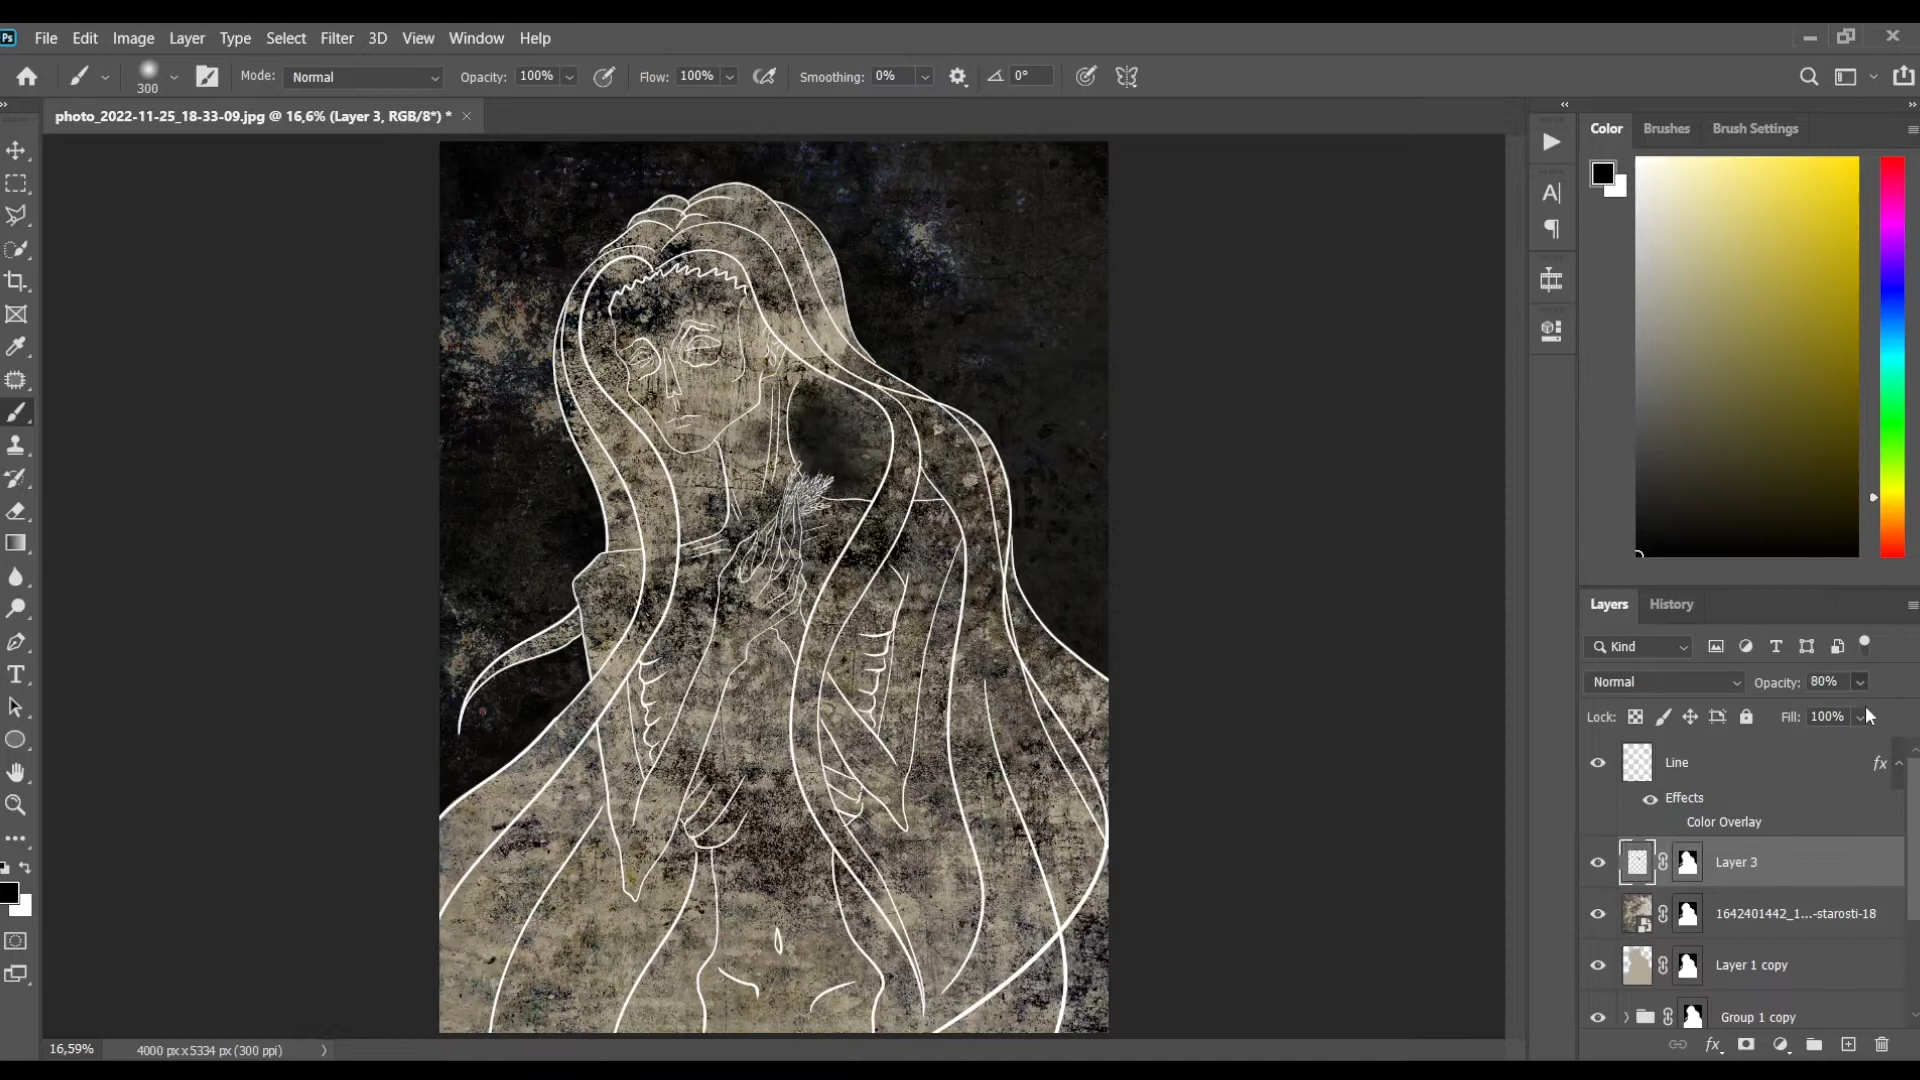 Ps File Edit Image Layer Type Select Filter 3D View Window Help
300 Mode: Normal Opacity: 100% Flow: 100% Smoothing: 0% 0°
photo_2022-11-25_18-33-09.jpg @ 16,6% (Layer 3, RGB/8*) *
Color Brushes Brush Settings
A|
T
Layers History
Kind T
Normal Opacity: 80%
Lock: Fill: 100%
Line fx
Effects
Color Overlay
Layer 3
1642401442_1...-starosti-18
Layer 1 copy
Group 1 copy
fx
16,59% 4000 px x 5334 px (300 ppi)